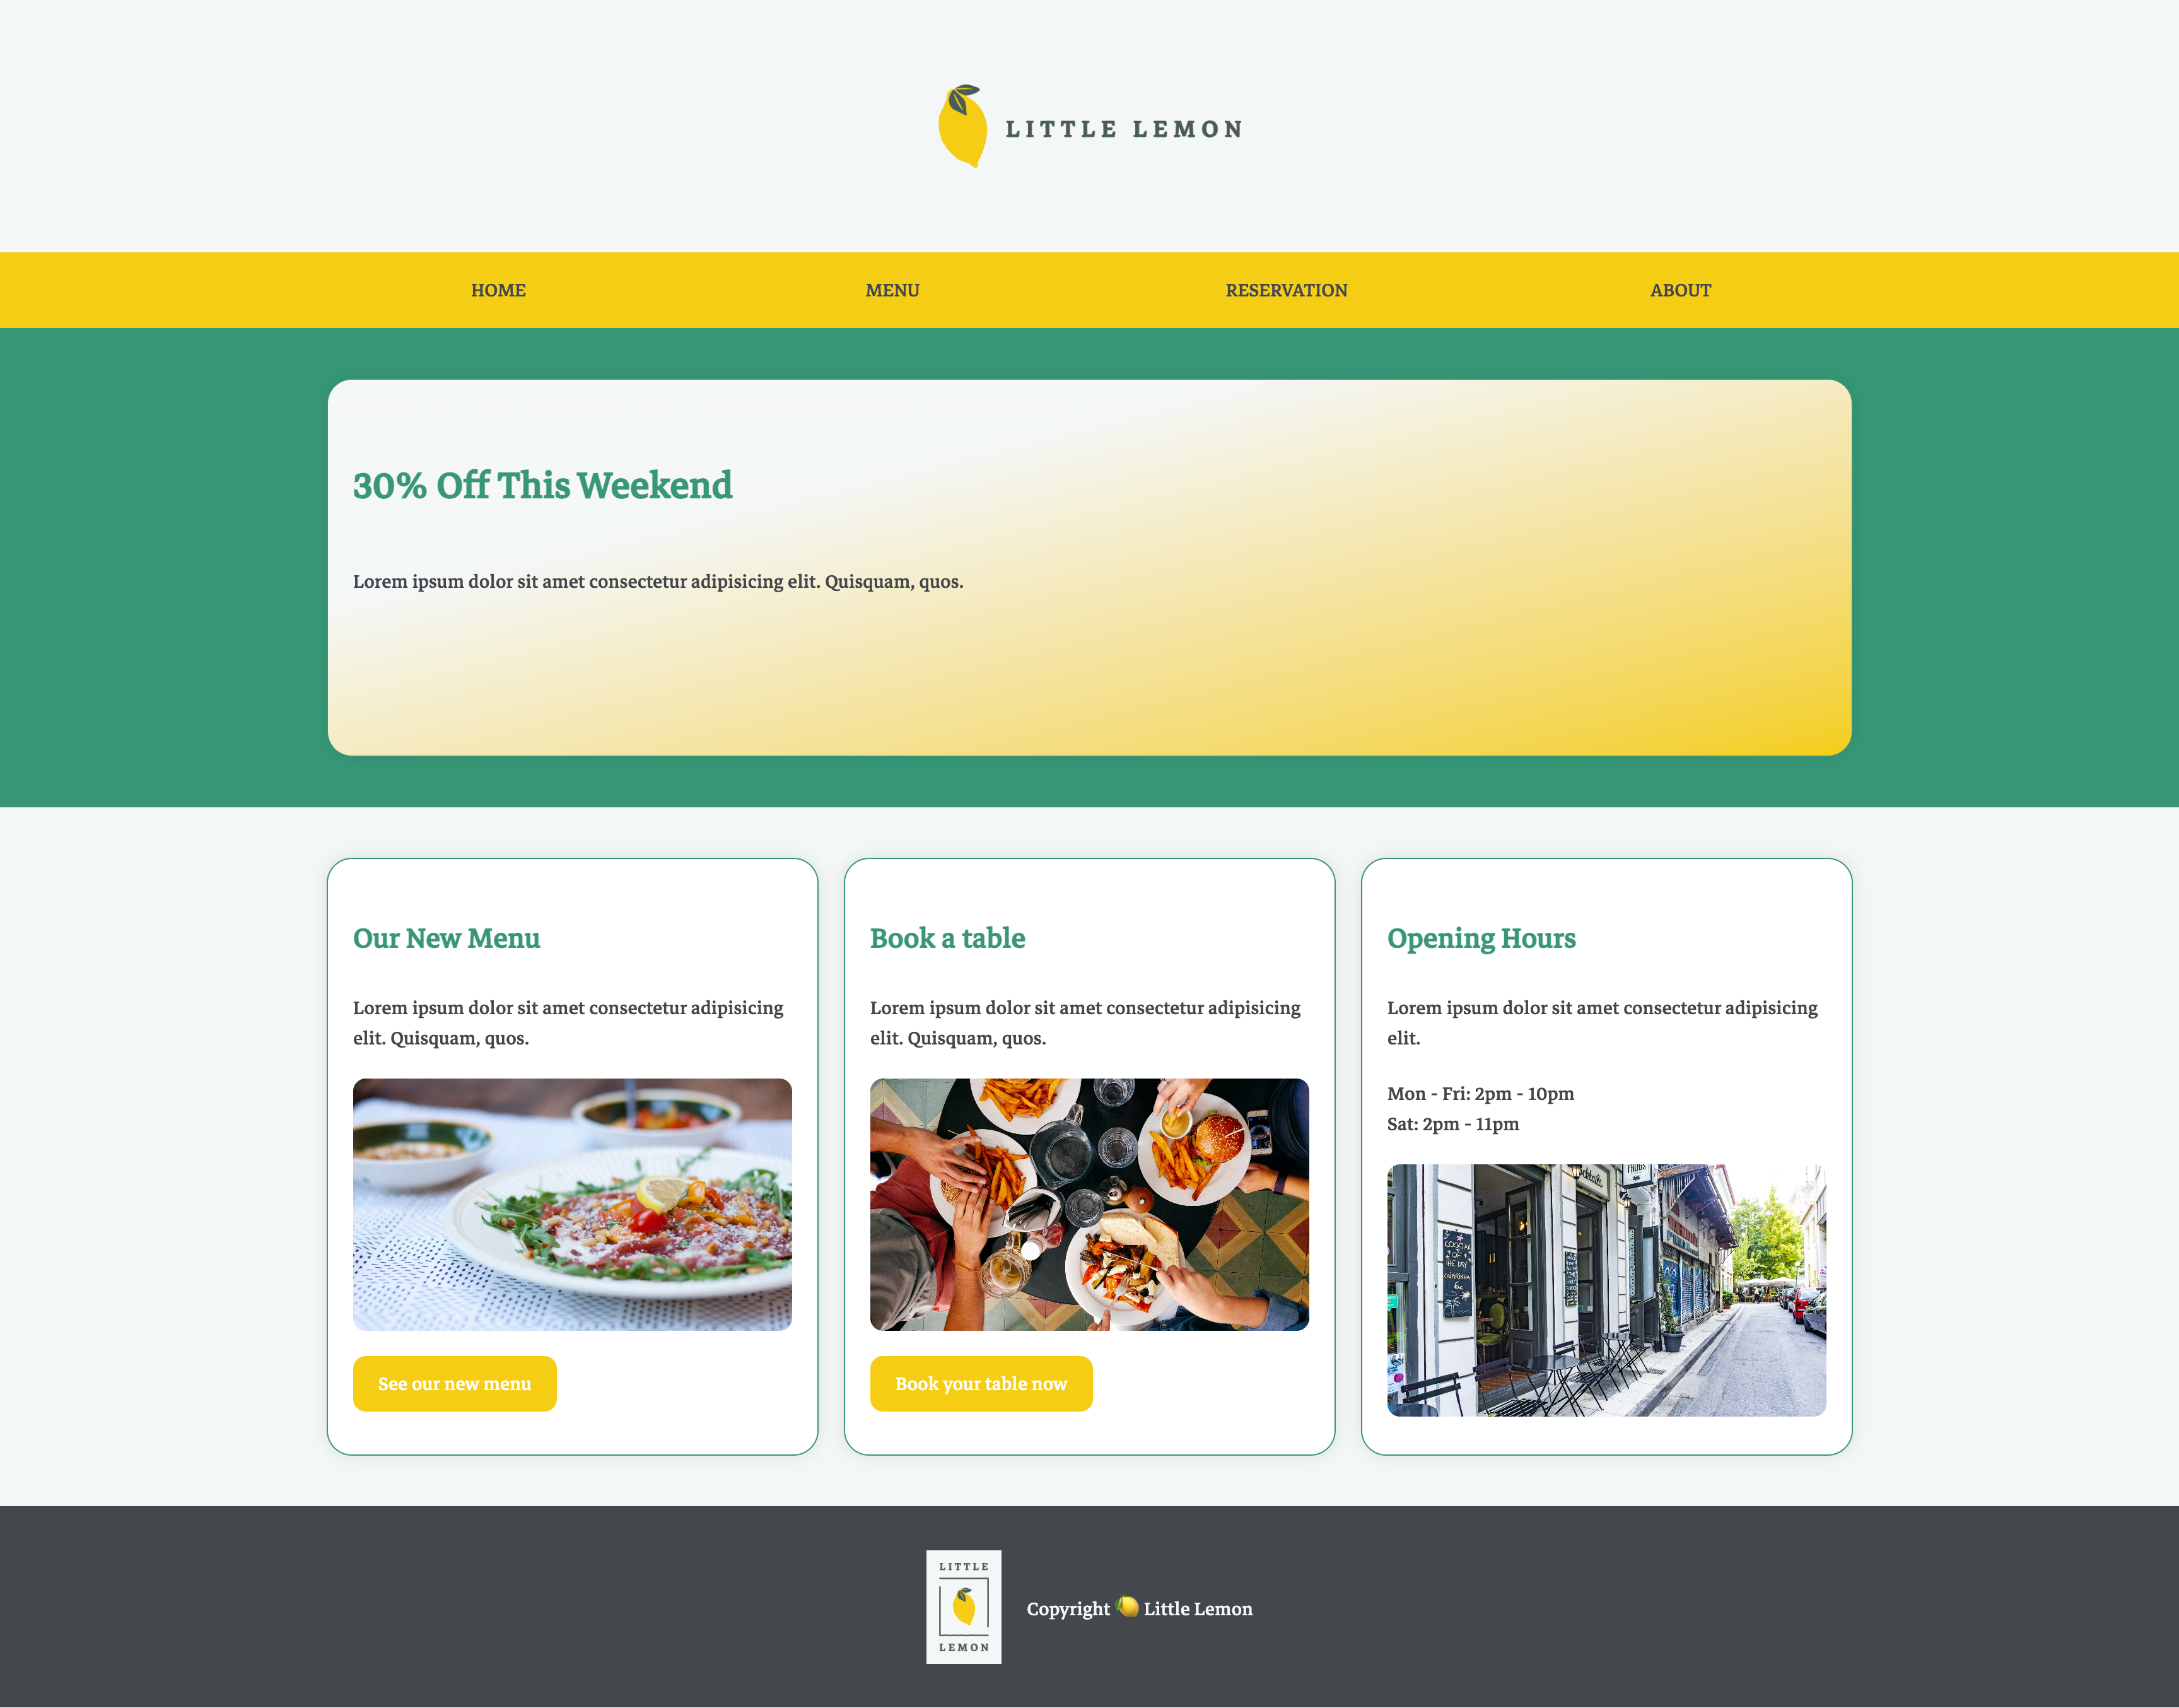 LITTLE LEMON
HOME
MENU
RESERVATION
ABOUT
30% Off This Weekend
Lorem ipsum dolor sit amet consectetur adipisicing elit. Quisquam, quos.
Our New Menu
Lorem ipsum dolor sit amet consectetur adipisicing
elit. Quisquam, quos.
See our new menu
Book a table
Lorem ipsum dolor sit amet consectetur adipisicing
elit. Quisquam, quos.
Book your table now
Opening Hours
Lorem ipsum dolor sit amet consectetur adipisicing
elit.
Mon - Fri: 2pm - 10pm
Sat: 2pm - 11pm
OF
THE DAY
LITTLE
LEMON
Copyright 🍋 Little Lemon